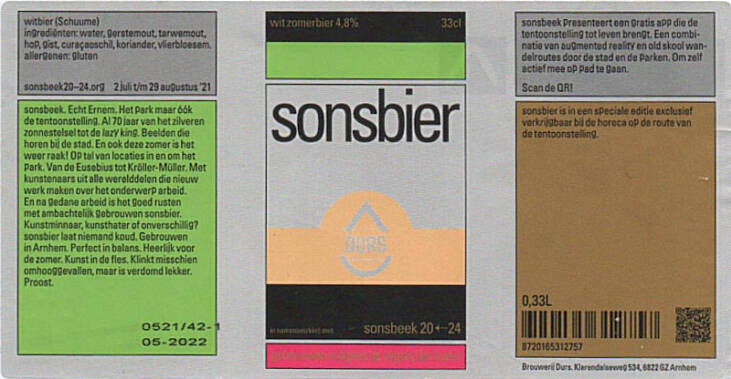 witbier (Schuume)
ingrediënten: water, gerstemout, tarwemout,
hop, gist, curaçaoschil, koriander, vlierbloesem.
allergenen: gluten
sonsbeek20–24.org 2 juli t/m 29 augustus '21
sonsbeek. Echt Ernem. Het park maar óók
de tentoonstelling. Al 70 jaar van het zilveren
zonnestelsel tot de lazy king. Beelden die
horen bij de stad. En ook deze zomer is het
weer raak! Op tal van locaties in en om het
park. Van de Eusebius tot Kröller-Müller. Met
kunstenaars uit alle werelddelen die nieuw
werk maken over het onderwerp arbeid.
En na gedane arbeid is het goed rusten
met ambachtelijk gebrouwen sonsbier.
Kunstminnaar, kunsthater of onverschillig?
sonsbier laat niemand koud. Gebrouwen
in Arnhem. Perfect in balans. Heerlijk voor
de zomer. Kunst in de fles. Klinkt misschien
omhooggevallen, maar is verdomd lekker.
Proost.
0521/42-1
05-2022
wit zomerbier 4,8% 33cl
sonsbier
DURS
in samenwerking met sonsbeek 20←24
sonsbeek presenteert een gratis app die de
tentoonstelling tot leven brengt. Een combi-
natie van augmented reality en old skool wan-
delroutes door de stad en de parken. Om zelf
actief mee op pad te gaan.
Scan de QR!
sonsbier is in een speciale editie exclusief
verkrijgbaar bij de horeca op de route van
de tentoonstelling.
0,33L
8720165312757
Brouwerij Durs. Klarendalseweg 534, 6822 GZ Arnhem